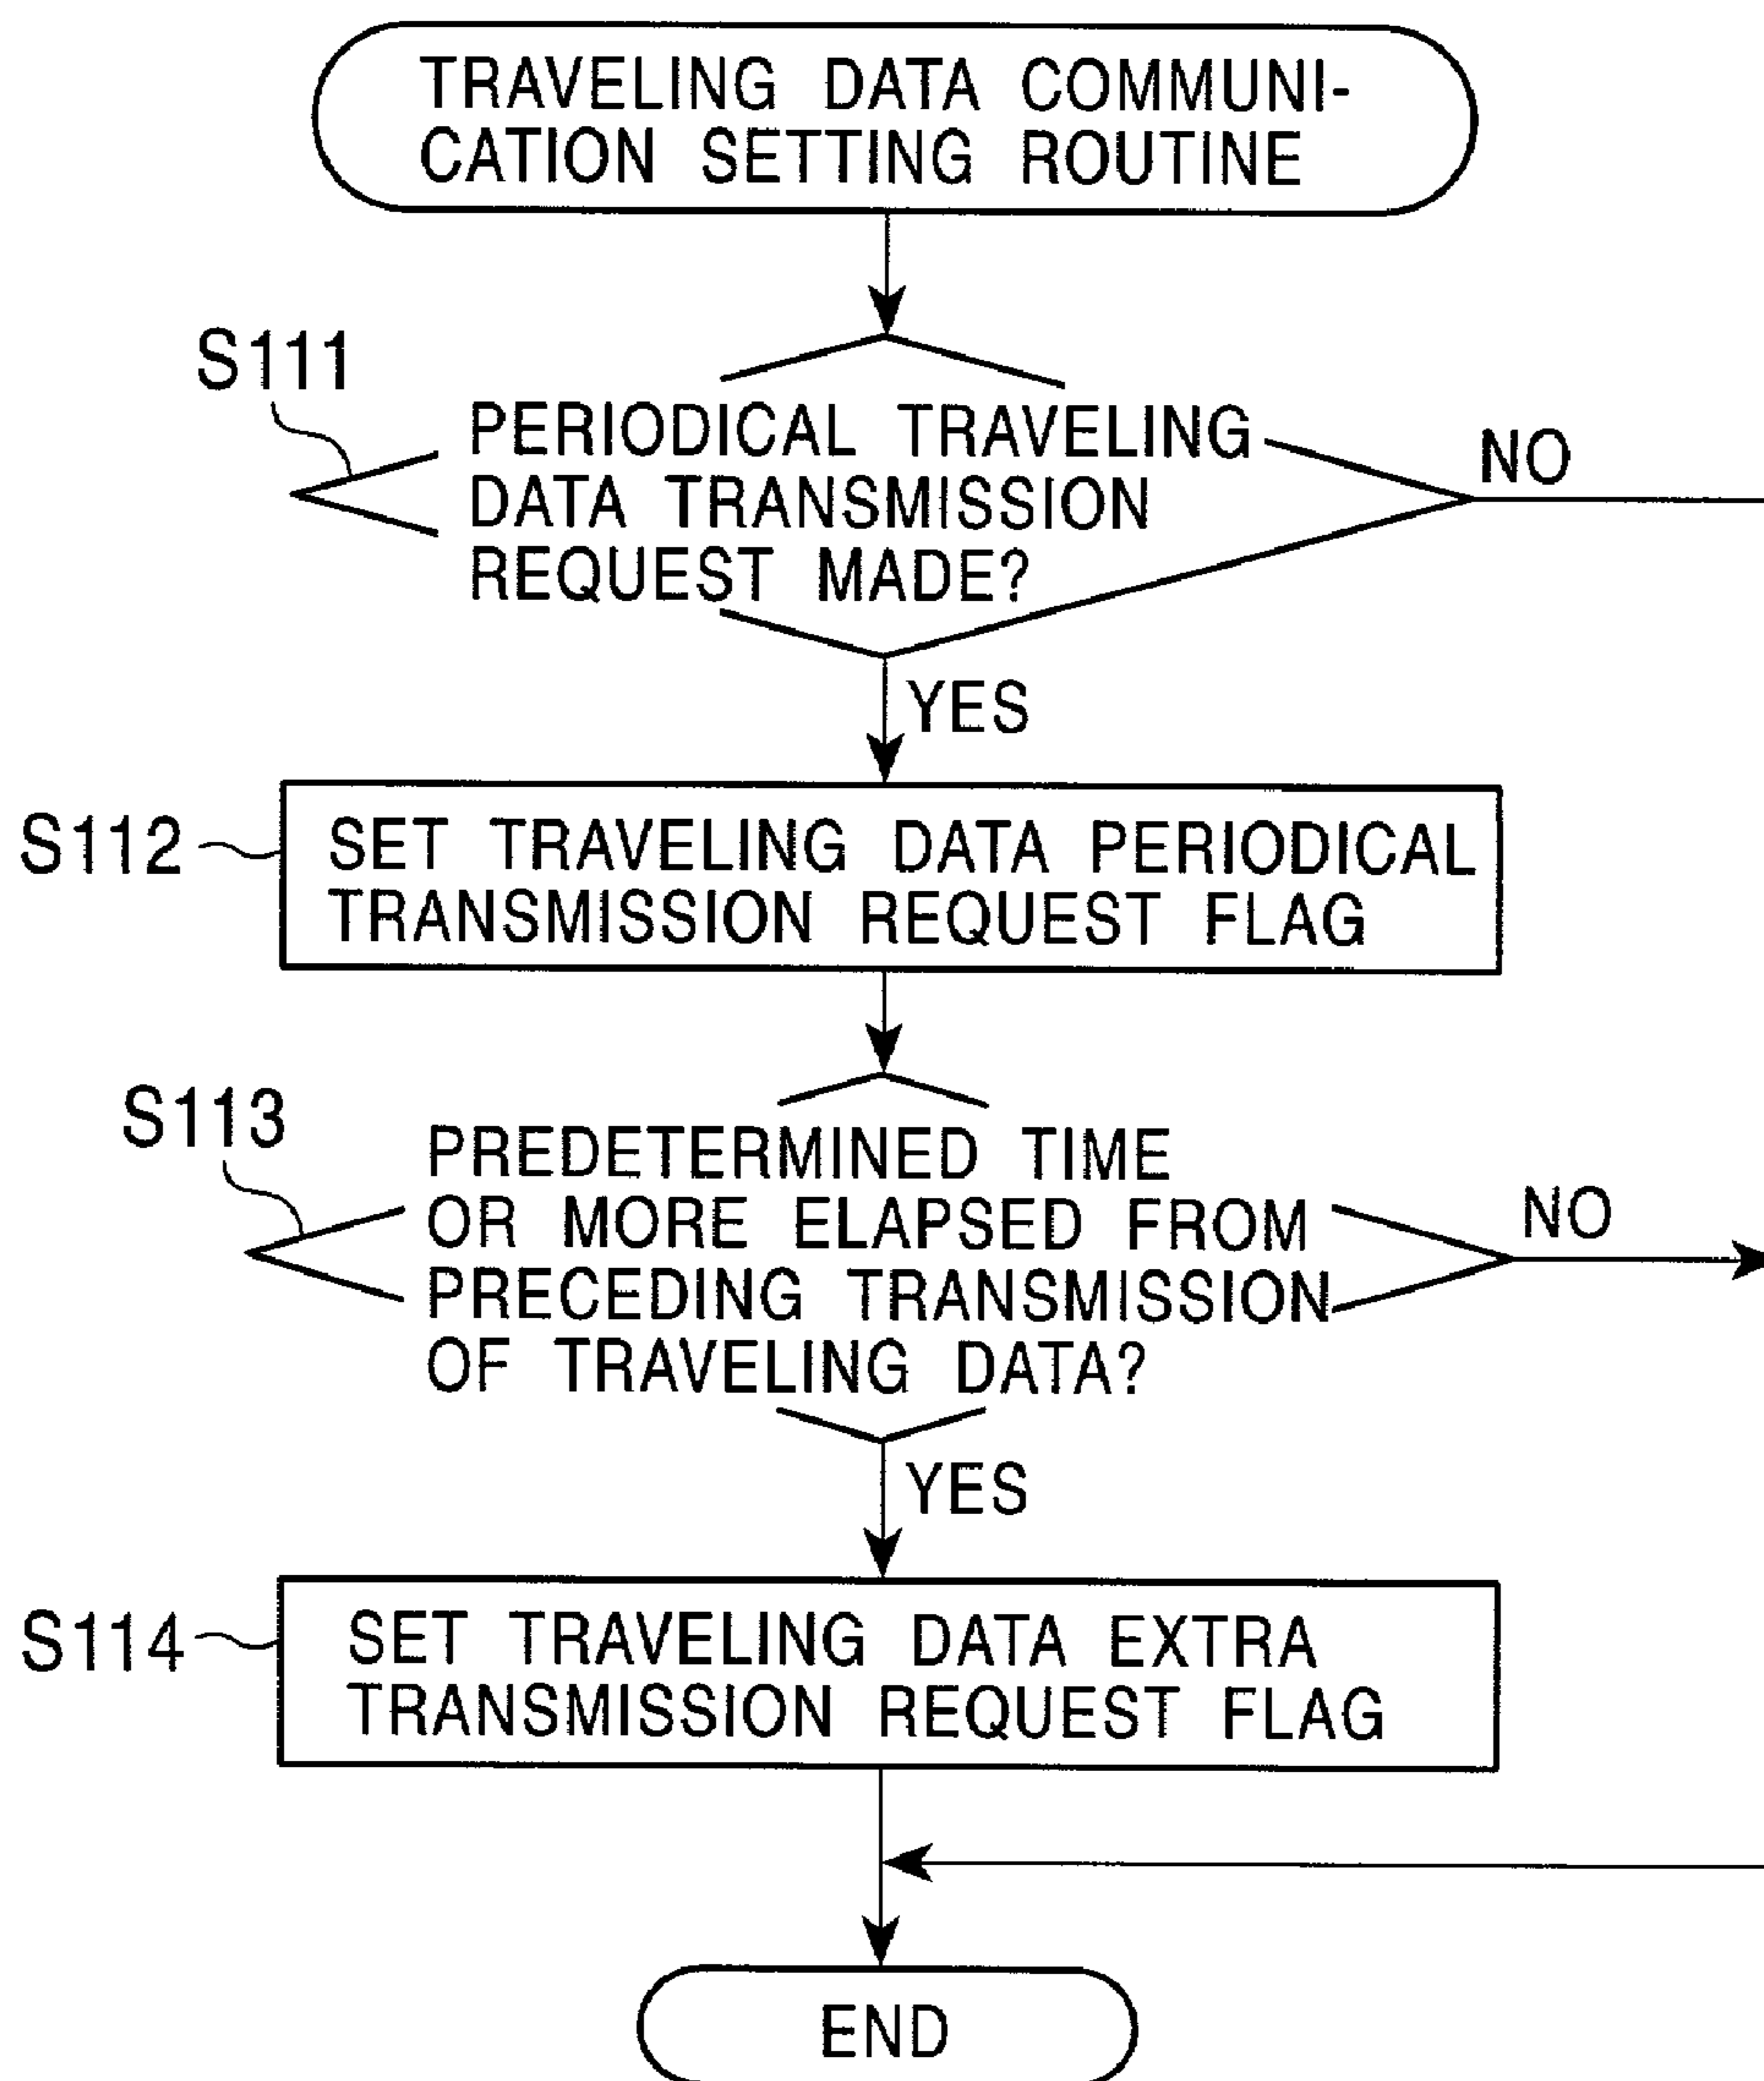 TRAVELING DATA COMMUNI-
CATION SETTING ROUTINE
S111
PERIODICAL TRAVELING
DATA TRANSMISSION
REQUEST MADE?
NO
YES
S112
SET TRAVELING DATA PERIODICAL
TRANSMISSION REQUEST FLAG
S113
PREDETERMINED TIME
OR MORE ELAPSED FROM
PRECEDING TRANSMISSION
OF TRAVELING DATA?
NO
YES
S114
SET TRAVELING DATA EXTRA
TRANSMISSION REQUEST FLAG
END